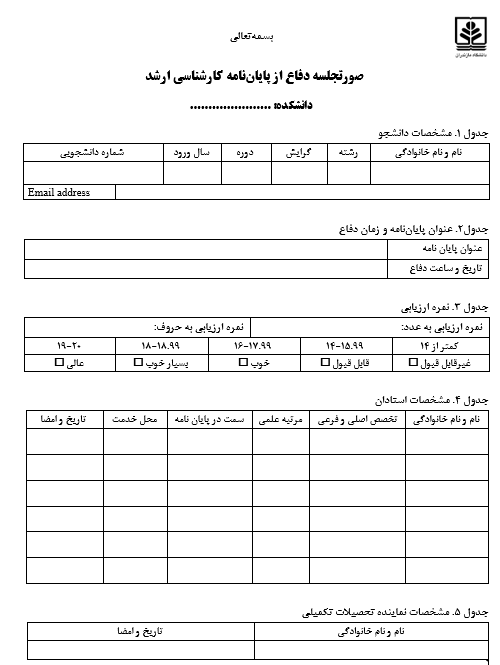 دانشگاه مازندران
بسمه‌تعالی
صورتجلسه دفاع از پایان‌نامه کارشناسی ارشد
دانشکده: ......................
جدول ۱. مشخصات دانشجو
نام و نام خانوادگی رشته گرایش دوره سال ورود شماره دانشجویی
Email address
جدول۲. عنوان پایان‌نامه و زمان دفاع
عنوان پایان نامه
تاریخ و ساعت دفاع
جدول ۳. نمره ارزیابی
نمره ارزیابی به عدد: نمره ارزیابی به حروف:
کمتر از ۱۴ ۱۴-۱۵.۹۹ ۱۶-۱۷.۹۹ ۱۸-۱۸.۹۹ ۱۹-۲۰
غیرقابل قبول ☐ قابل قبول ☐ خوب ☐ بسیار خوب ☐ عالی ☐
جدول ۴. مشخصات استادان
نام و نام خانوادگی تخصص اصلی و فرعی مرتبه علمی سمت در پایان نامه محل خدمت تاریخ و امضا
جدول ۵. مشخصات نماینده تحصیلات تکمیلی
نام و نام خانوادگی تاریخ و امضا